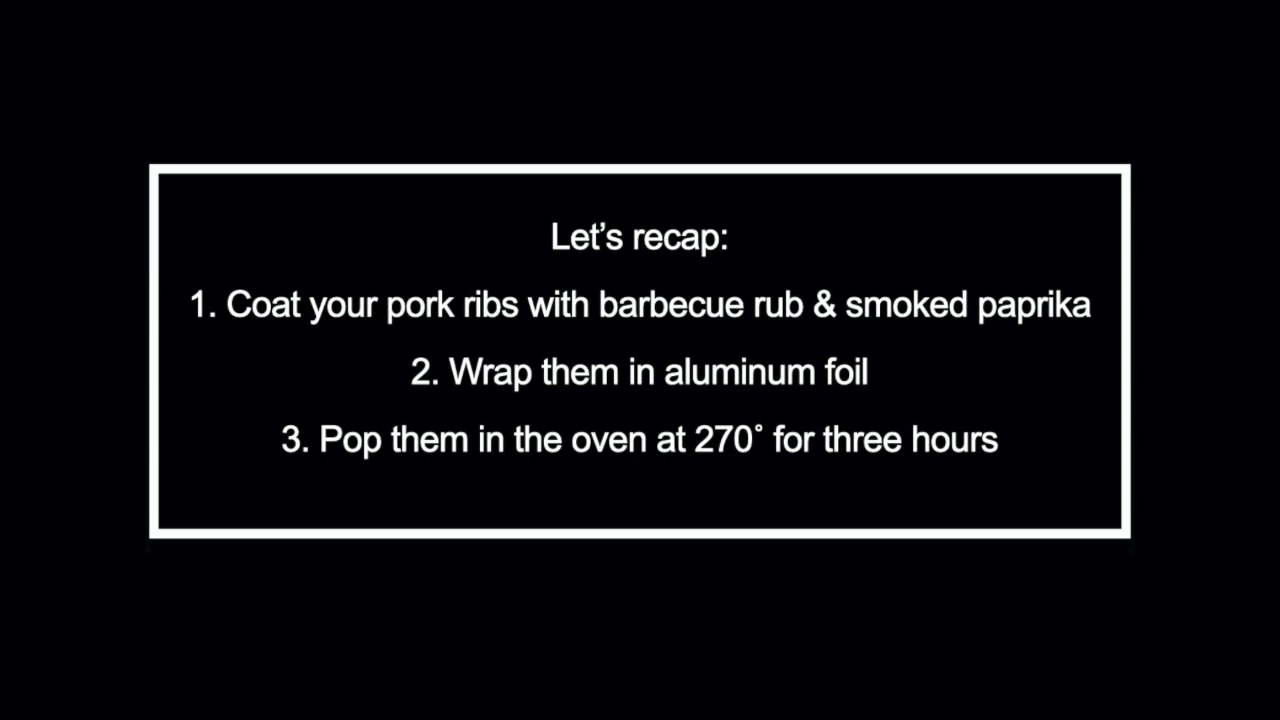 Let’s recap:
1. Coat your pork ribs with barbecue rub & smoked paprika
2. Wrap them in aluminum foil
3. Pop them in the oven at 270˚ for three hours